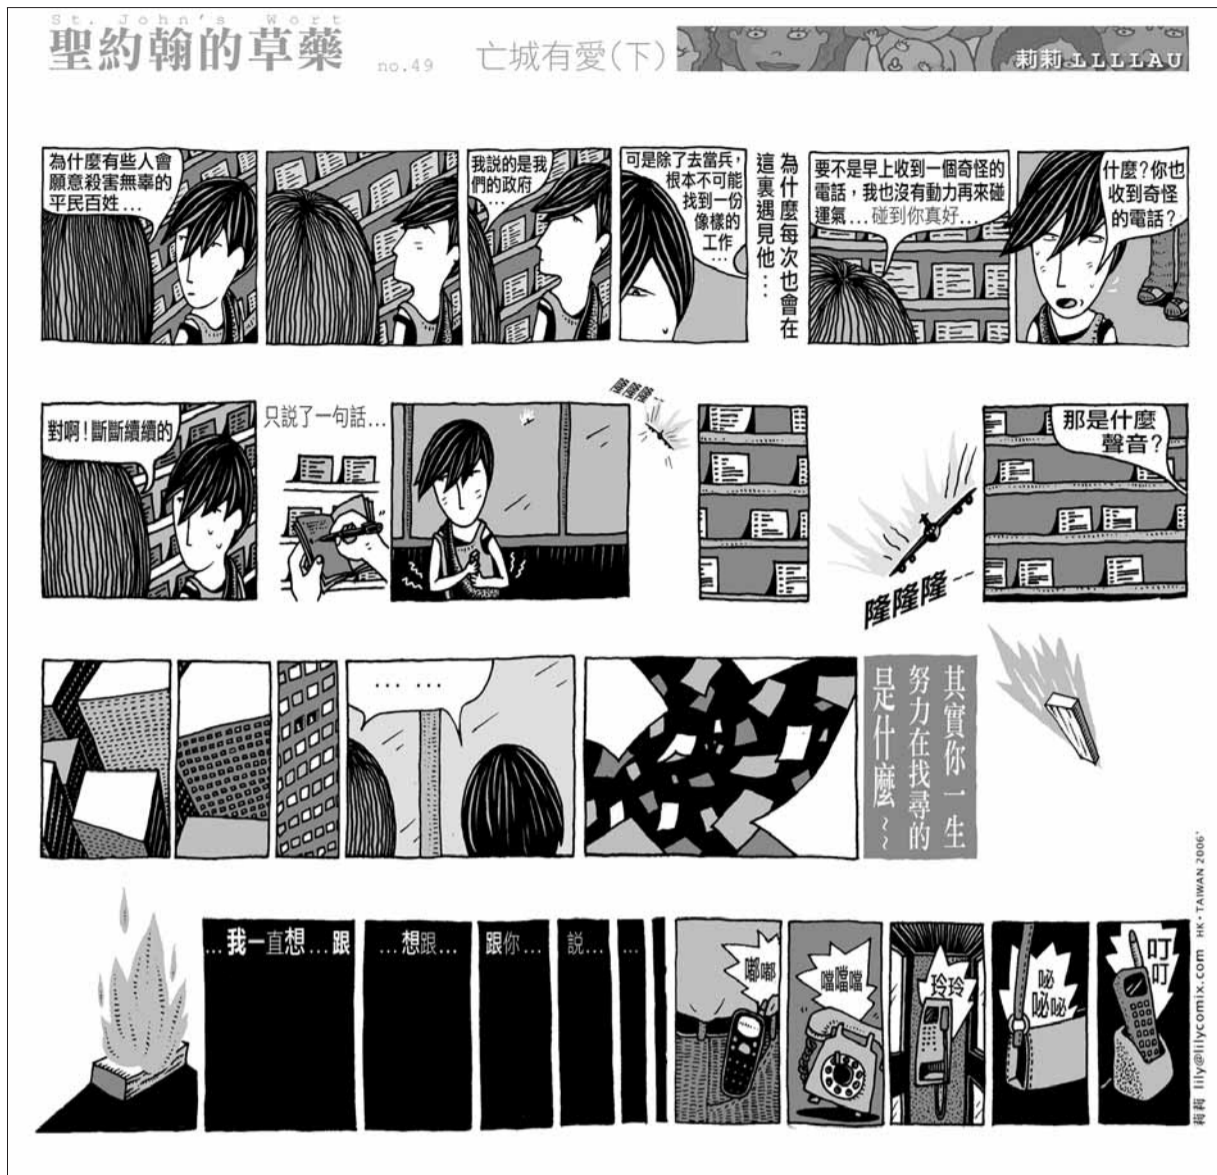 St. John's Wort
聖約翰的草藥
no.49
亡城有愛(下)
莉莉 LLLLAU
為什麼有些人會
願意殺害無辜的
平民百姓...
我説的是我
們的政府
...
可是除了去當兵,
根本不可能
找到一份
像樣的
工作
...
為什麼每次也會在
這裏遇見他...
要不是早上收到一個奇怪的
電話,我也沒有動力再來碰
運氣...碰到你真好...
什麼?你也
收到奇怪
的電話?
對啊!斷斷續續的
只説了一句話...
隆隆隆--
隆隆隆--
那是什麼
聲音?
... ...
其實你一生
努力在找尋的
是什麼~~
...我一直想...跟
...想跟...
跟你...
説...
...
嘟嘟
噹噹噹
玲玲
咇
咇咇
叮
叮
莉莉 lily@lilycomix.com HK・TAIWAN 2006'